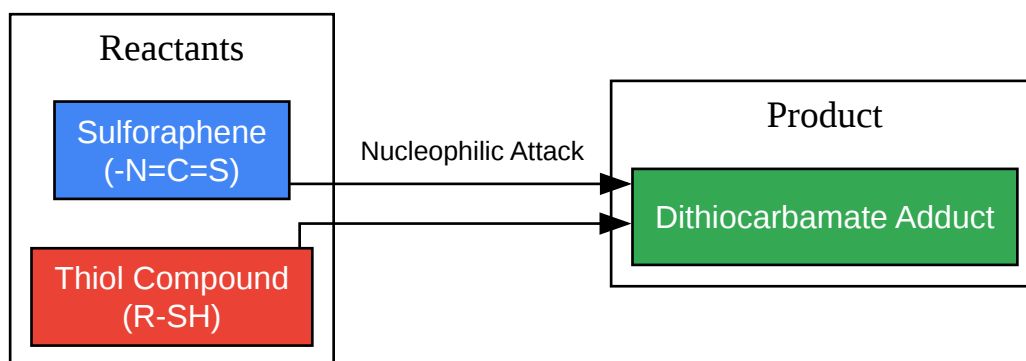 Reactants
Sulforaphene
(-N=C=S)
Thiol Compound
(R-SH)
Nucleophilic Attack
Product
Dithiocarbamate Adduct